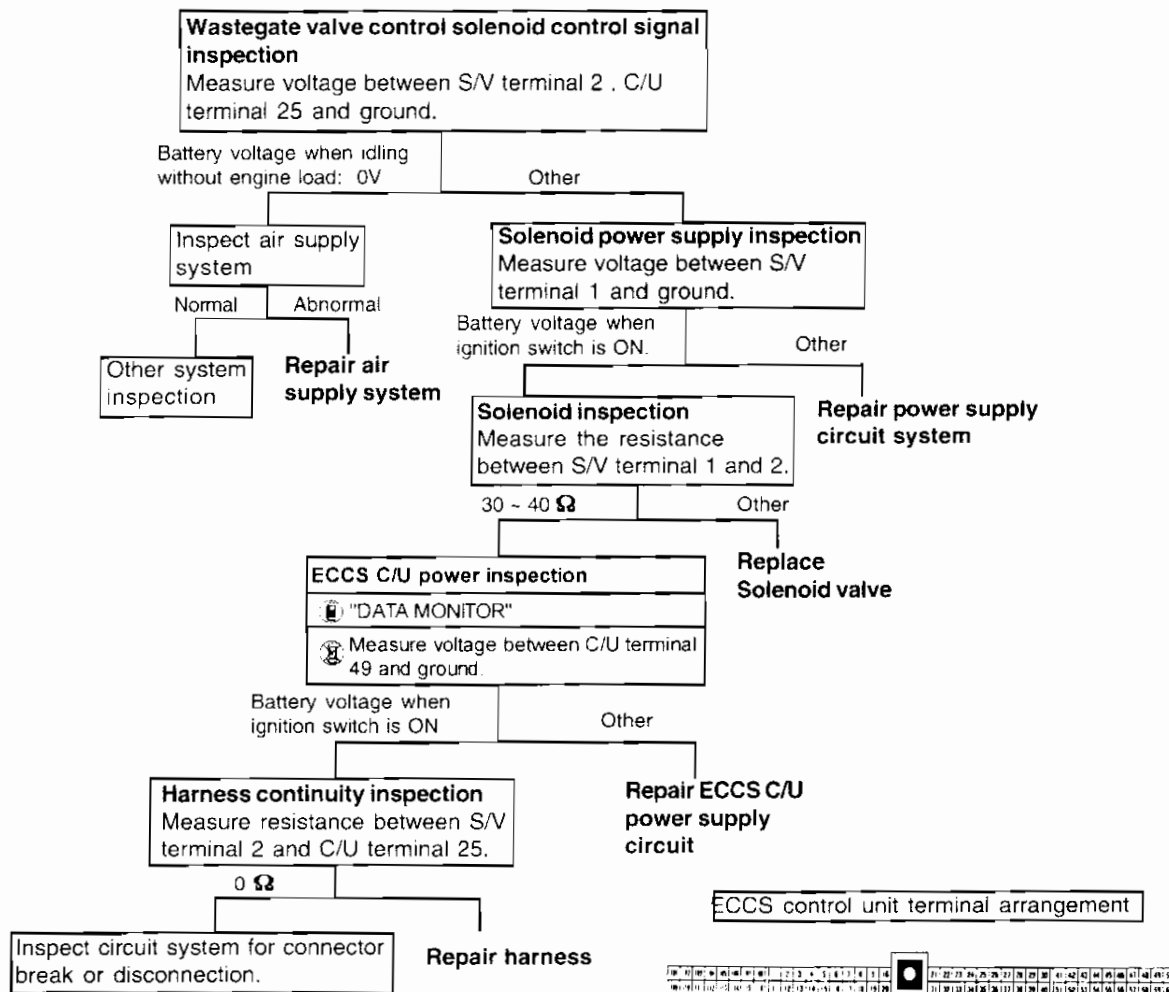 Wastegate valve control solenoid control signal
inspection
Measure voltage between S/V terminal 2 . C/U
terminal 25 and ground.
Battery voltage when idling
without engine load: 0V
Other
Inspect air supply
system
Solenoid power supply inspection
Measure voltage between S/V
terminal 1 and ground.
Normal
Abnormal
Battery voltage when
ignition switch is ON.
Other
Other system
inspection
Repair air
supply system
Solenoid inspection
Measure the resistance
between S/V terminal 1 and 2.
Repair power supply
circuit system
30 ~ 40 Ω
Other
ECCS C/U power inspection
"DATA MONITOR"
Measure voltage between C/U terminal
49 and ground.
Replace
Solenoid valve
Battery voltage when
ignition switch is ON
Other
Harness continuity inspection
Measure resistance between S/V
terminal 2 and C/U terminal 25.
Repair ECCS C/U
power supply
circuit
0 Ω
ECCS control unit terminal arrangement
Inspect circuit system for connector
break or disconnection.
Repair harness